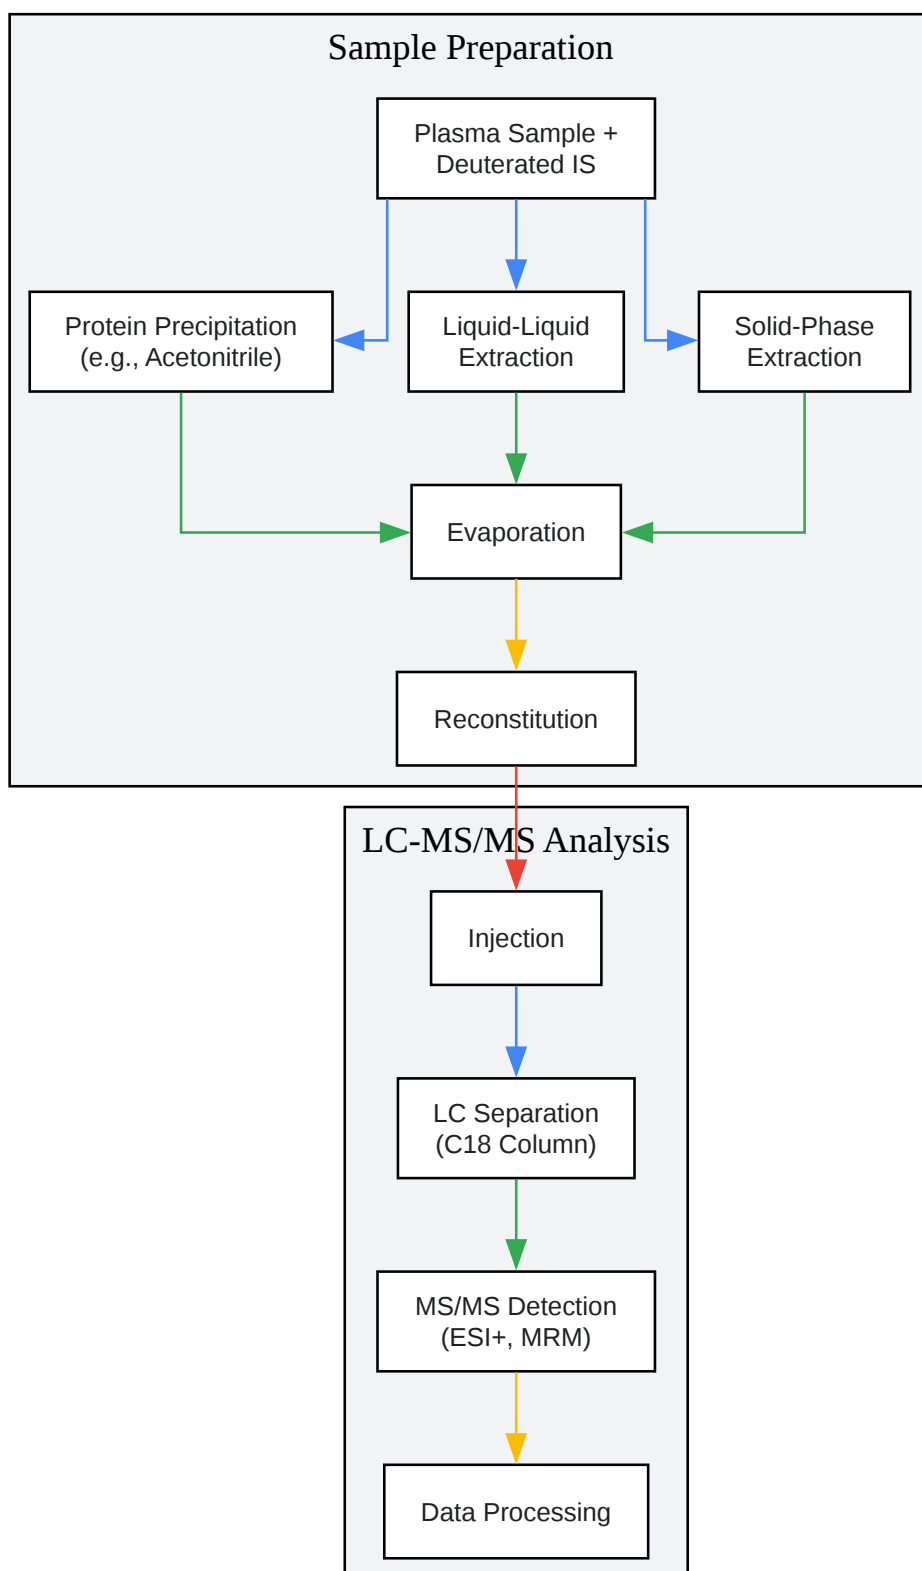 Sample Preparation
Plasma Sample +
Deuterated IS
Protein Precipitation
(e.g., Acetonitrile)
Liquid-Liquid
Extraction
Solid-Phase
Extraction
Evaporation
Reconstitution
LC-MS/MS Analysis
Injection
LC Separation
(C18 Column)
MS/MS Detection
(ESI+, MRM)
Data Processing